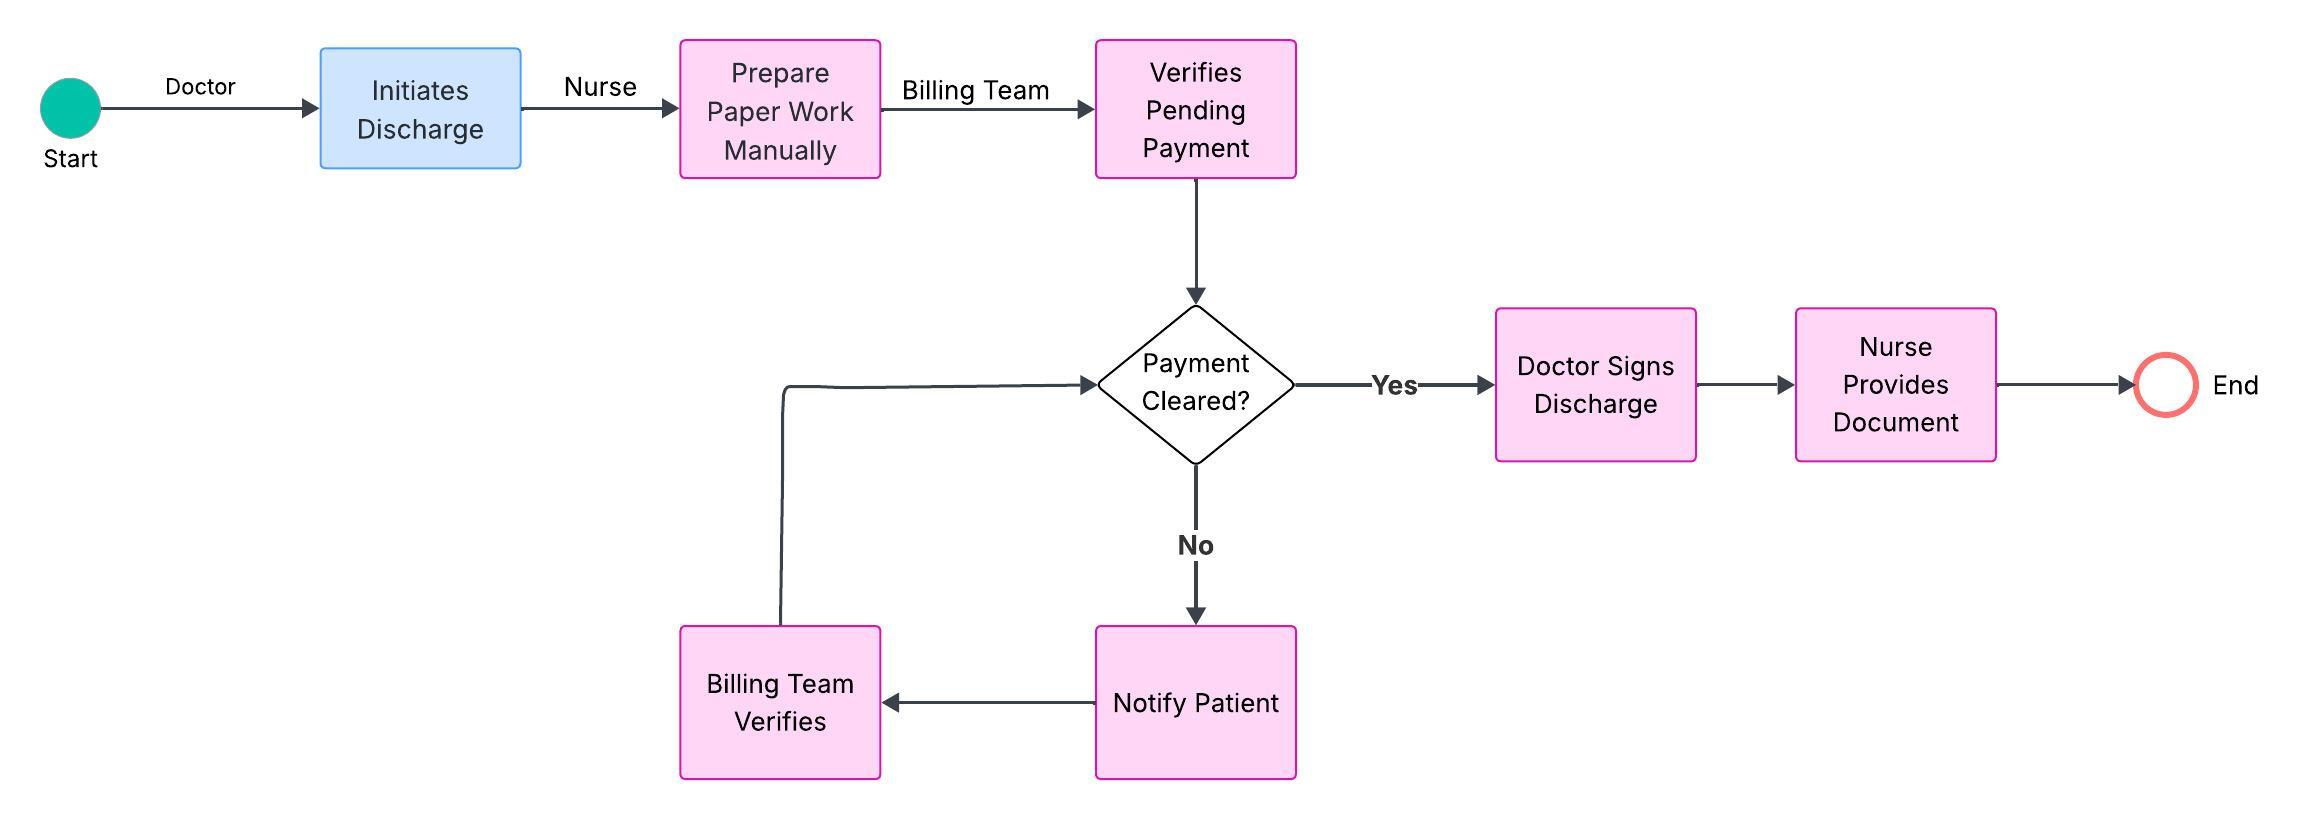 Start
Doctor
Initiates
Discharge
Nurse
Prepare
Paper Work
Manually
Billing Team
Verifies
Pending
Payment
Payment
Cleared?
Yes
Doctor Signs
Discharge
Nurse
Provides
Document
End
No
Notify Patient
Billing Team
Verifies